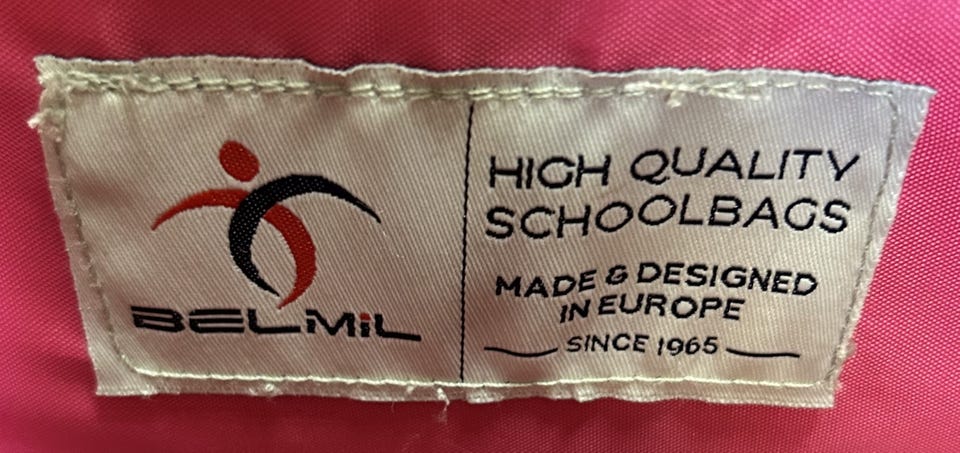 BELMiL
HIGH QUALITY
SCHOOLBAGS
MADE & DESIGNED
IN EUROPE
SINCE 1965